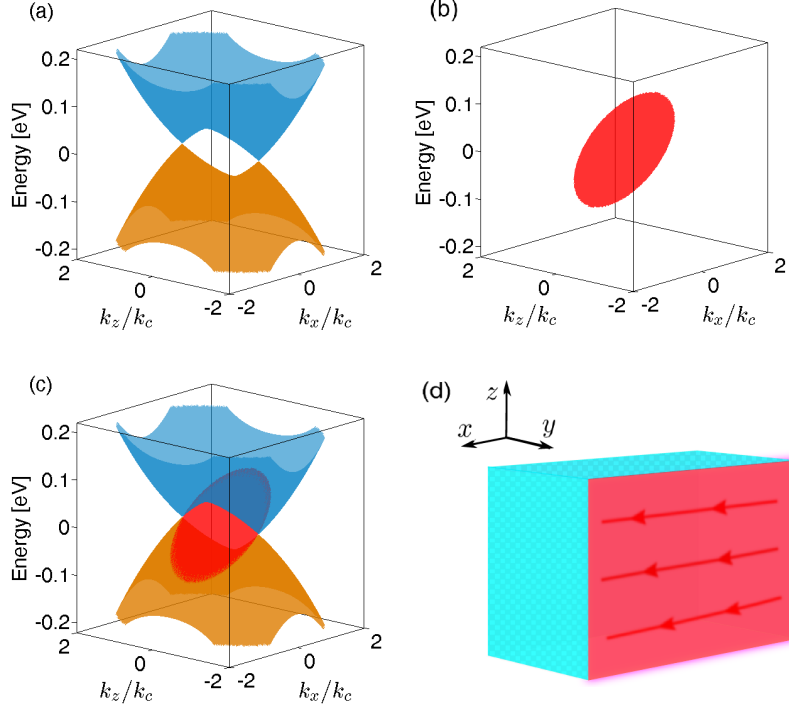 (a)
0.2
0.1
0
-0.1
-0.2
Energy [eV]
2
0
-2
-2
0
2
k_z/k_c
k_x/k_c
(b)
0.2
0.1
0
-0.1
-0.2
Energy [eV]
2
0
-2
-2
0
2
k_z/k_c
k_x/k_c
(c)
0.2
0.1
0
-0.1
-0.2
Energy [eV]
2
0
-2
-2
0
2
k_z/k_c
k_x/k_c
(d)
z
x
y